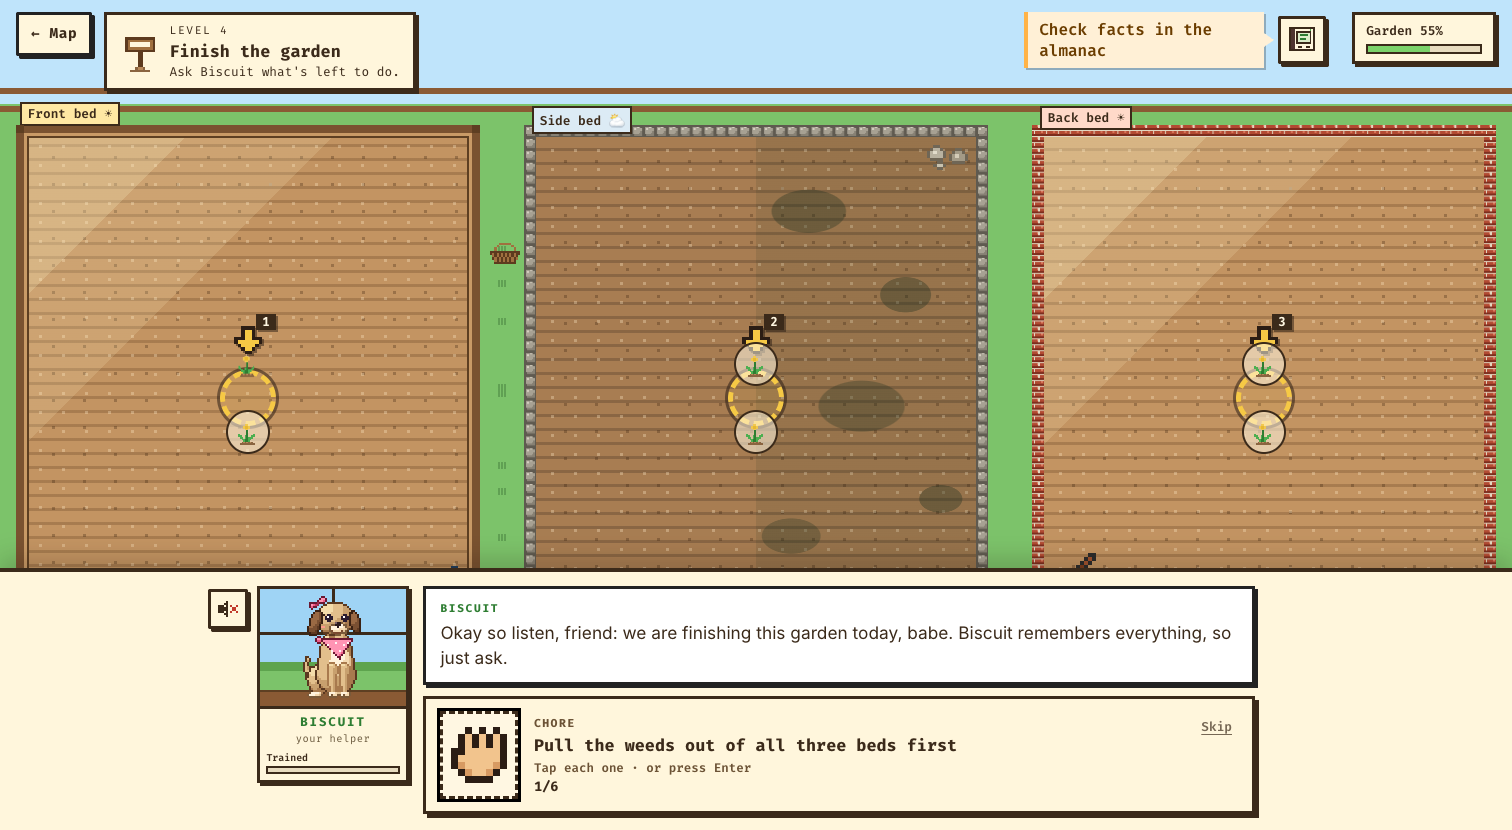 ← Map
LEVEL 4
Finish the garden
Ask Biscuit what's left to do.
Check facts in the
almanac
Garden 55%
Front bed ☀
Side bed ⛅
Back bed ☀
1
2
3
BISCUIT
your helper
Trained
BISCUIT
Okay so listen, friend: we are finishing this garden today, babe. Biscuit remembers everything, so
just ask.
CHORE
Pull the weeds out of all three beds first
Tap each one · or press Enter
1/6
Skip